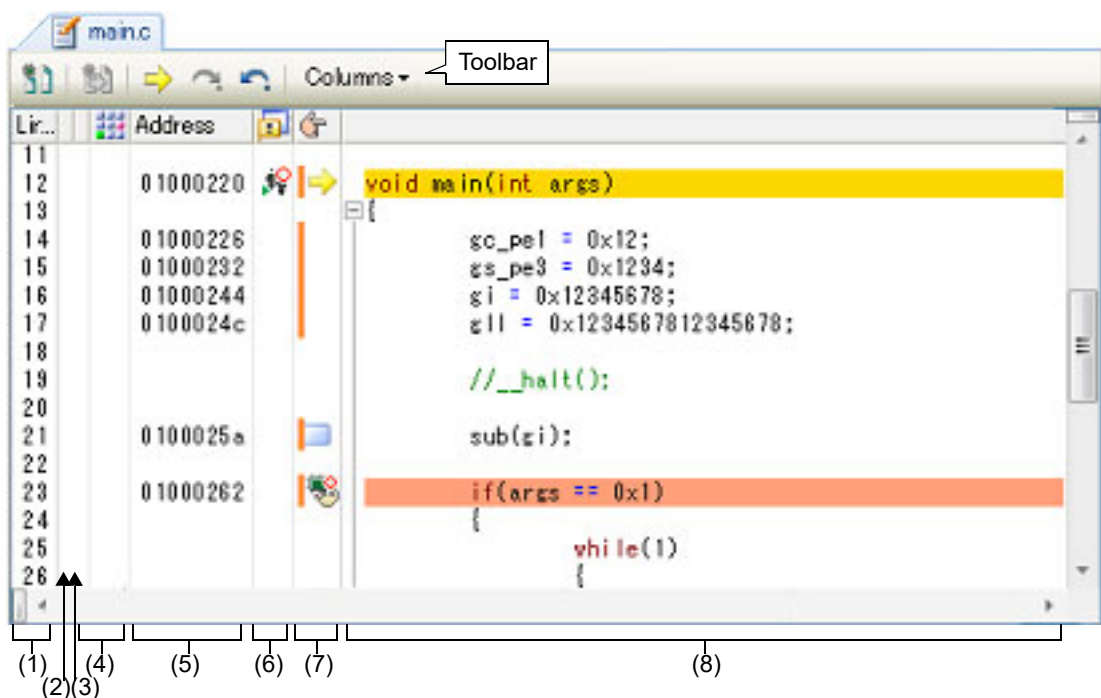 main.c
Columns
Toolbar
Lir... Address
11
12 01000220 void main(int args)
13 {
14 01000226 gc_pe1 = 0x12;
15 01000232 gs_pe3 = 0x1234;
16 01000244 gi = 0x12345678;
17 0100024c gll = 0x1234567812345678;
18
19 //__halt();
20
21 0100025a sub(gi);
22
23 01000262 if(args == 0x1)
24 {
25 while(1)
26 {
(1) (4) (5) (6) (7) (8)
(2)(3)